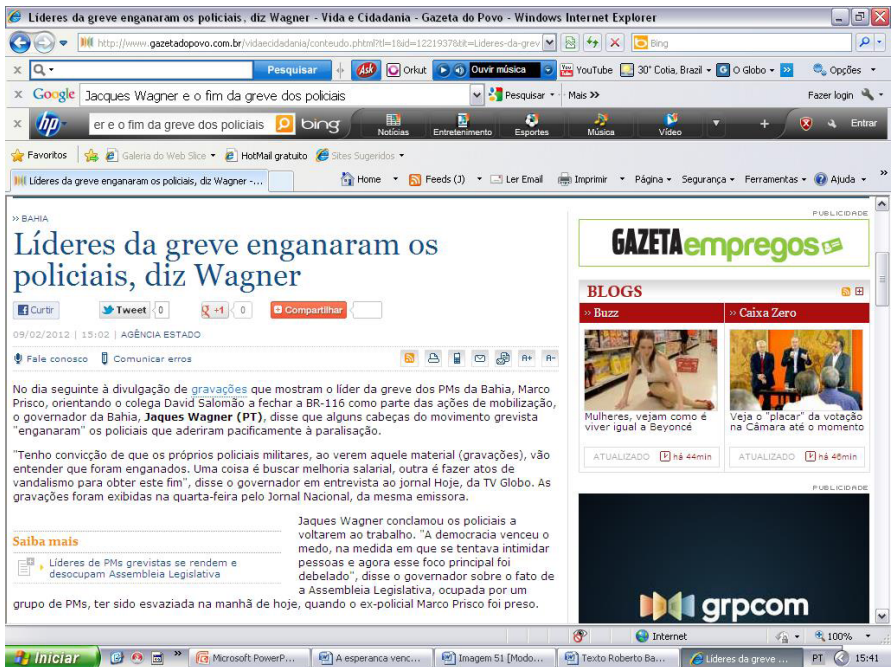 Líderes da greve enganaram os policiais, diz Wagner - Vida e Cidadania - Gazeta do Povo - Windows Internet Explorer
http://www.gazetadopovo.com.br/vidaecidadania/conteudo.phtml?tl=1&id=1221937&tit=Lideres-da-grev
Bing
Pesquisar
Ask
Orkut
Ouvir música
YouTube
30° Cotia, Brazil
O Globo
Opções
Google
Jacques Wagner e o fim da greve dos policiais
Pesquisar
Mais >>
Fazer login
hp
er e o fim da greve dos policiais
bing
Notícias
Entretenimento
Esportes
Música
Vídeo
Entrar
Favoritos
Galeria do Web Slice
HotMail gratuito
Sites Sugeridos
Líderes da greve enganaram os policiais, diz Wagner -...
Home
Feeds (J)
Ler Email
Imprimir
Página
Segurança
Ferramentas
Ajuda
>> BAHIA
Líderes da greve enganaram os
policiais, diz Wagner
Curtir
Tweet
0
+1
0
Compartilhar
09/02/2012 | 15:02 | AGÊNCIA ESTADO
Fale conosco
Comunicar erros
A+
A-
No dia seguinte à divulgação de gravações que mostram o líder da greve dos PMs da Bahia, Marco
Prisco, orientando o colega David Salomão a fechar a BR-116 como parte das ações de mobilização,
o governador da Bahia, Jaques Wagner (PT), disse que alguns cabeças do movimento grevista
"enganaram" os policiais que aderiram pacificamente à paralisação.
"Tenho convicção de que os próprios policiais militares, ao verem aquele material (gravações), vão
entender que foram enganados. Uma coisa é buscar melhoria salarial, outra é fazer atos de
vandalismo para obter este fim", disse o governador em entrevista ao jornal Hoje, da TV Globo. As
gravações foram exibidas na quarta-feira pelo Jornal Nacional, da mesma emissora.
Saiba mais
Líderes de PMs grevistas se rendem e
desocupam Assembleia Legislativa
Jaques Wagner conclamou os policiais a
voltarem ao trabalho. "A democracia venceu o
medo, na medida em que se tentava intimidar
pessoas e agora esse foco principal foi
debelado", disse o governador sobre o fato de
a Assembleia Legislativa, ocupada por um
grupo de PMs, ter sido esvaziada na manhã de hoje, quando o ex-policial Marco Prisco foi preso.
PUBLICIDADE
GAZETA empregos
BLOGS
>> Buzz
>> Caixa Zero
Mulheres, vejam como é
viver igual a Beyoncé
Veja o "placar" da votação
na Câmara até o momento
ATUALIZADO há 44min
ATUALIZADO há 46min
PUBLICIDADE
grpcom
Internet
100%
Iniciar
Microsoft PowerP...
A esperanca venc...
Imagem 51 [Modo...
Texto Roberto Ba...
Líderes da greve ...
PT
15:41